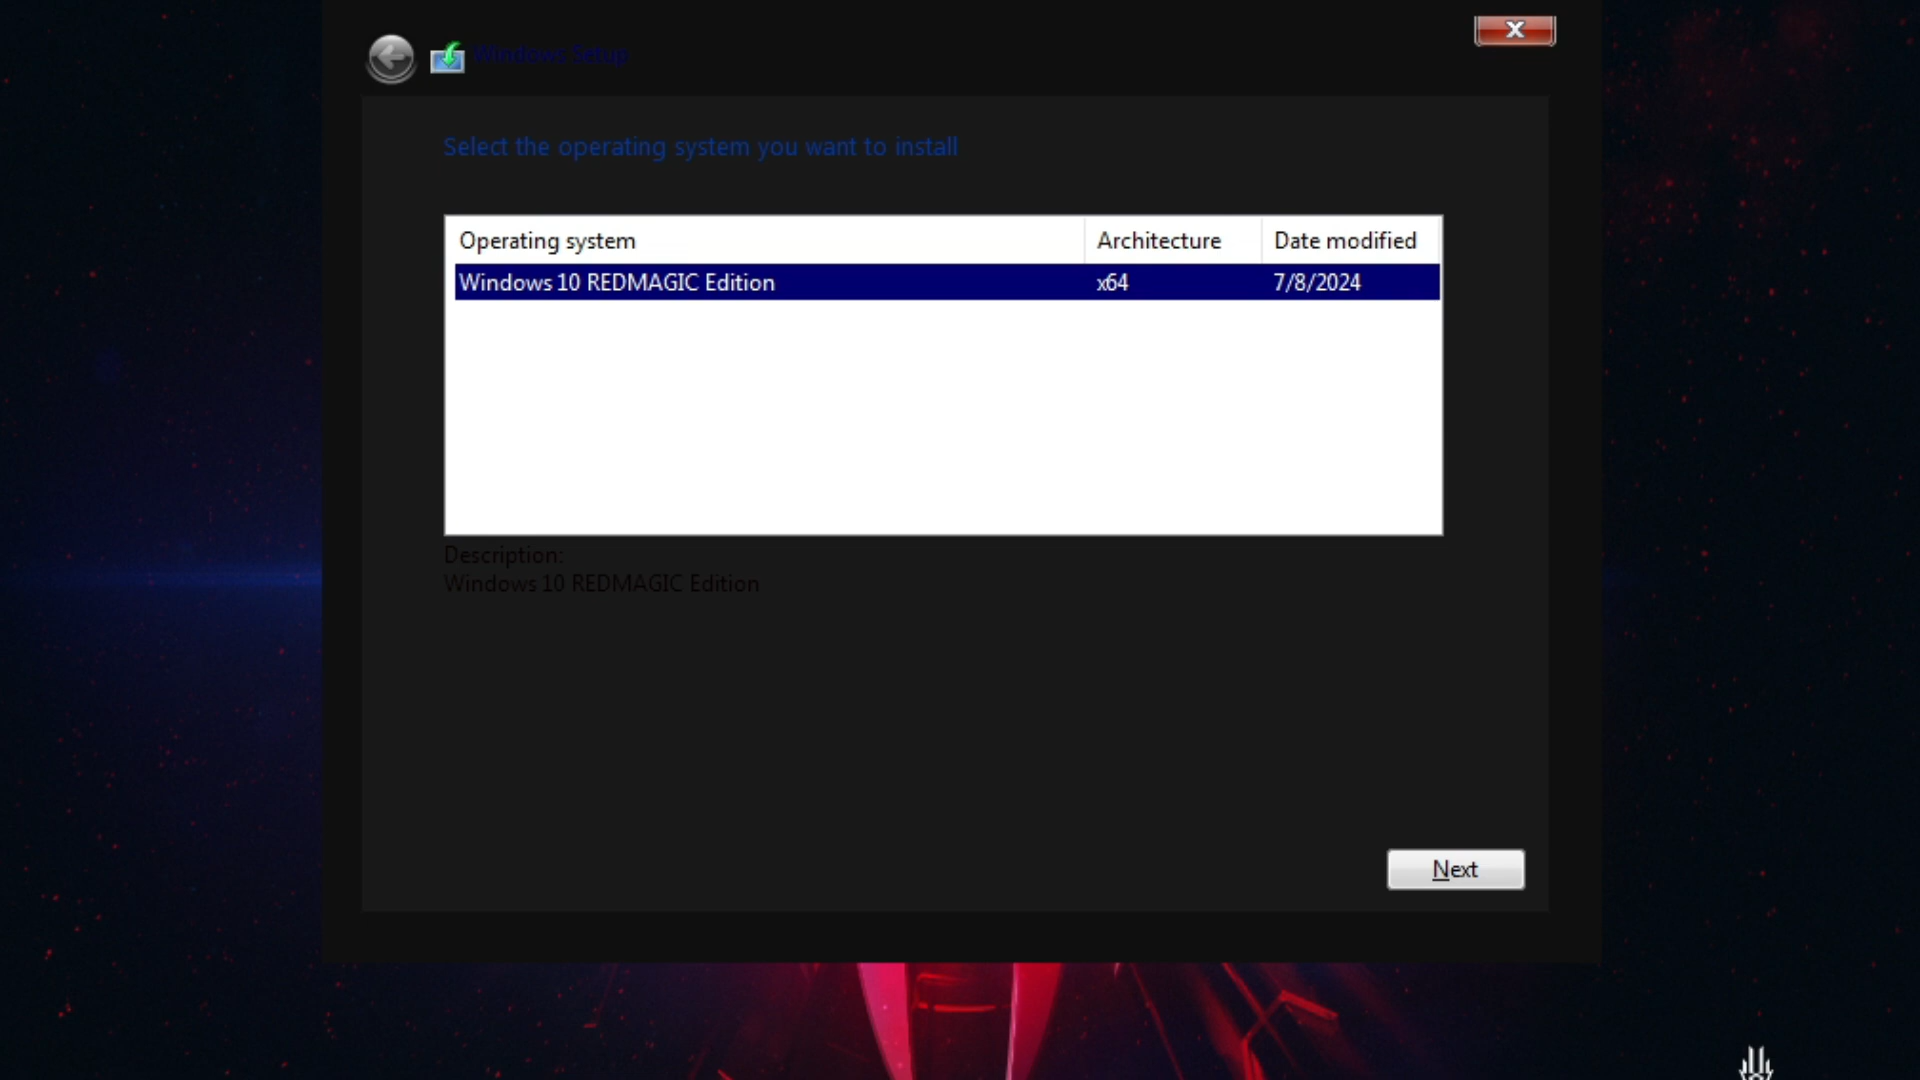 Windows Setup
X
Select the operating system you want to install
Operating system Architecture Date modified
Windows 10 REDMAGIC Edition x64 7/8/2024
Description:
Windows 10 REDMAGIC Edition
Next